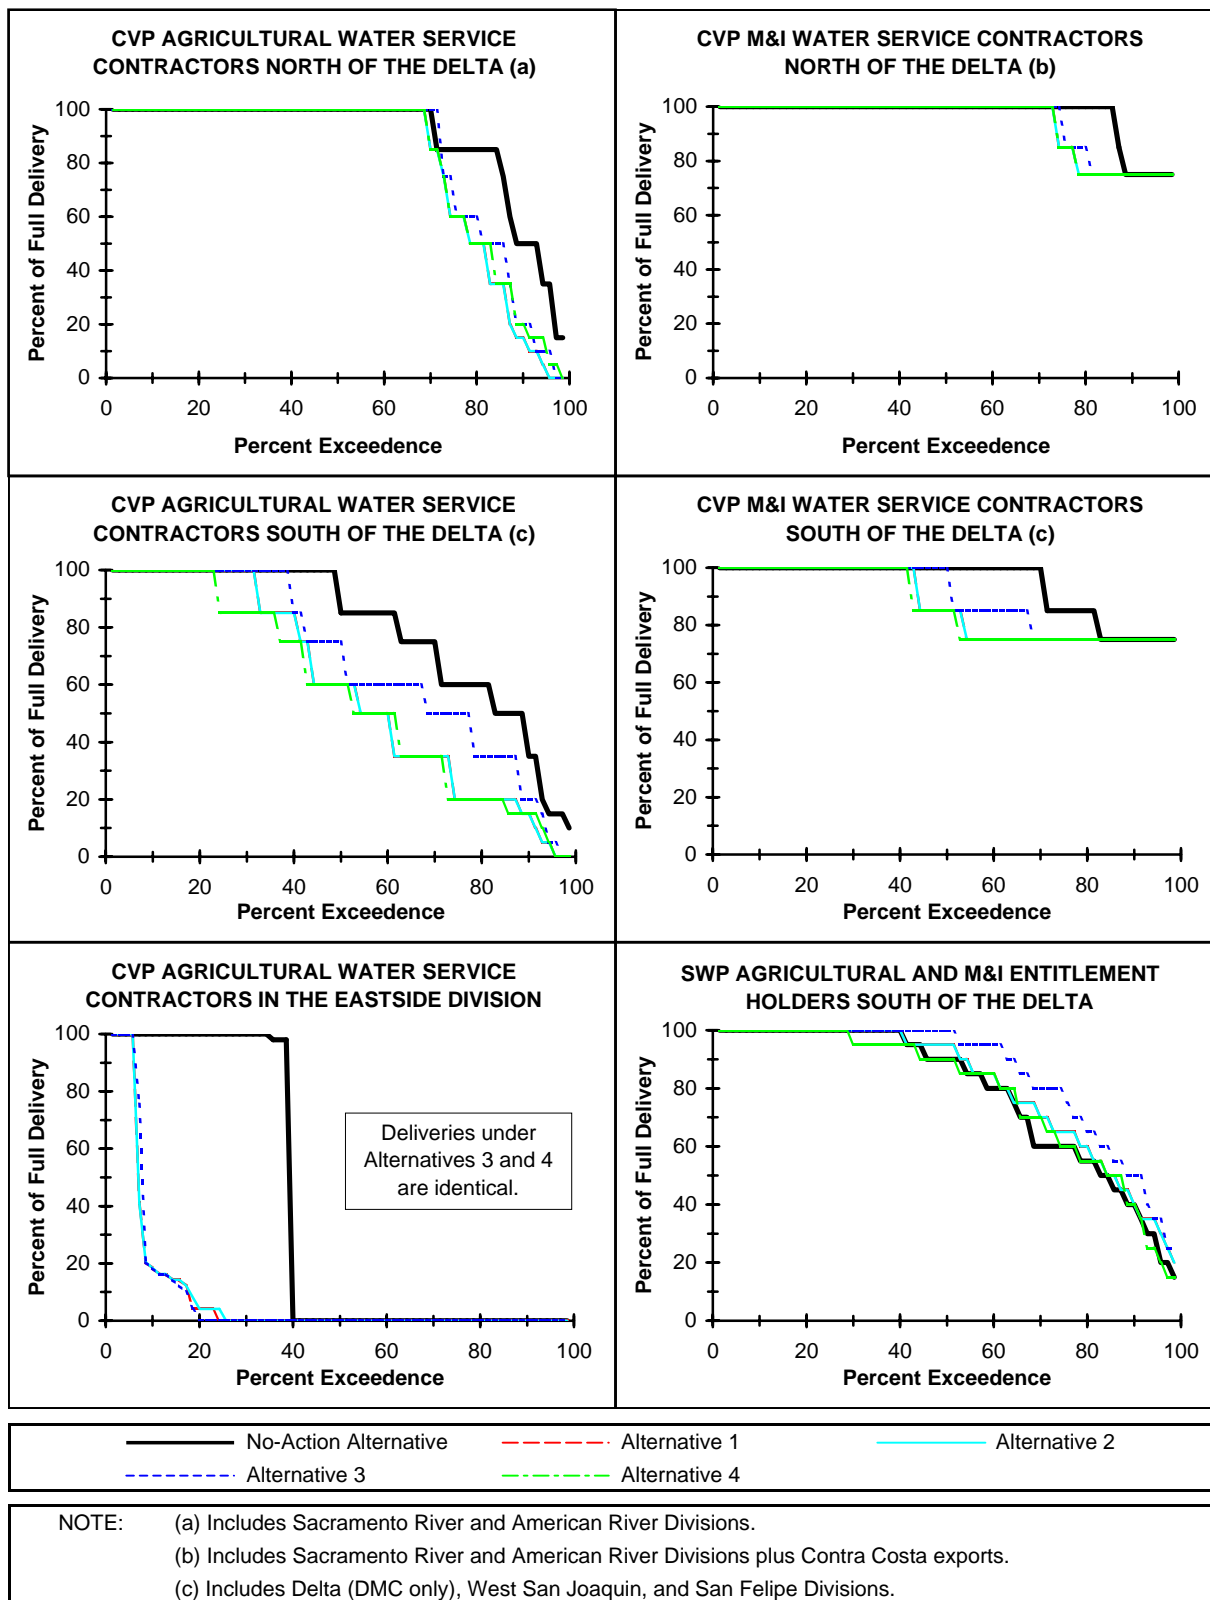 CVP AGRICULTURAL WATER SERVICE
CONTRACTORS NORTH OF THE DELTA (a)
Percent of Full Delivery
100
80
60
40
20
0
0 20 40 60 80 100
Percent Exceedence
CVP M&I WATER SERVICE CONTRACTORS
NORTH OF THE DELTA (b)
Percent of Full Delivery
100
80
60
40
20
0
0 20 40 60 80 100
Percent Exceedence
CVP AGRICULTURAL WATER SERVICE
CONTRACTORS SOUTH OF THE DELTA (c)
Percent of Full Delivery
100
80
60
40
20
0
0 20 40 60 80 100
Percent Exceedence
CVP M&I WATER SERVICE CONTRACTORS
SOUTH OF THE DELTA (c)
Percent of Full Delivery
100
80
60
40
20
0
0 20 40 60 80 100
Percent Exceedence
CVP AGRICULTURAL WATER SERVICE
CONTRACTORS IN THE EASTSIDE DIVISION
Percent of Full Delivery
100
80
60
40
20
0
Deliveries under
Alternatives 3 and 4
are identical.
0 20 40 60 80 100
Percent Exceedence
SWP AGRICULTURAL AND M&I ENTITLEMENT
HOLDERS SOUTH OF THE DELTA
Percent of Full Delivery
100
80
60
40
20
0
0 20 40 60 80 100
Percent Exceedence
No-Action Alternative Alternative 1 Alternative 2
Alternative 3 Alternative 4
NOTE: (a) Includes Sacramento River and American River Divisions.
(b) Includes Sacramento River and American River Divisions plus Contra Costa exports.
(c) Includes Delta (DMC only), West San Joaquin, and San Felipe Divisions.